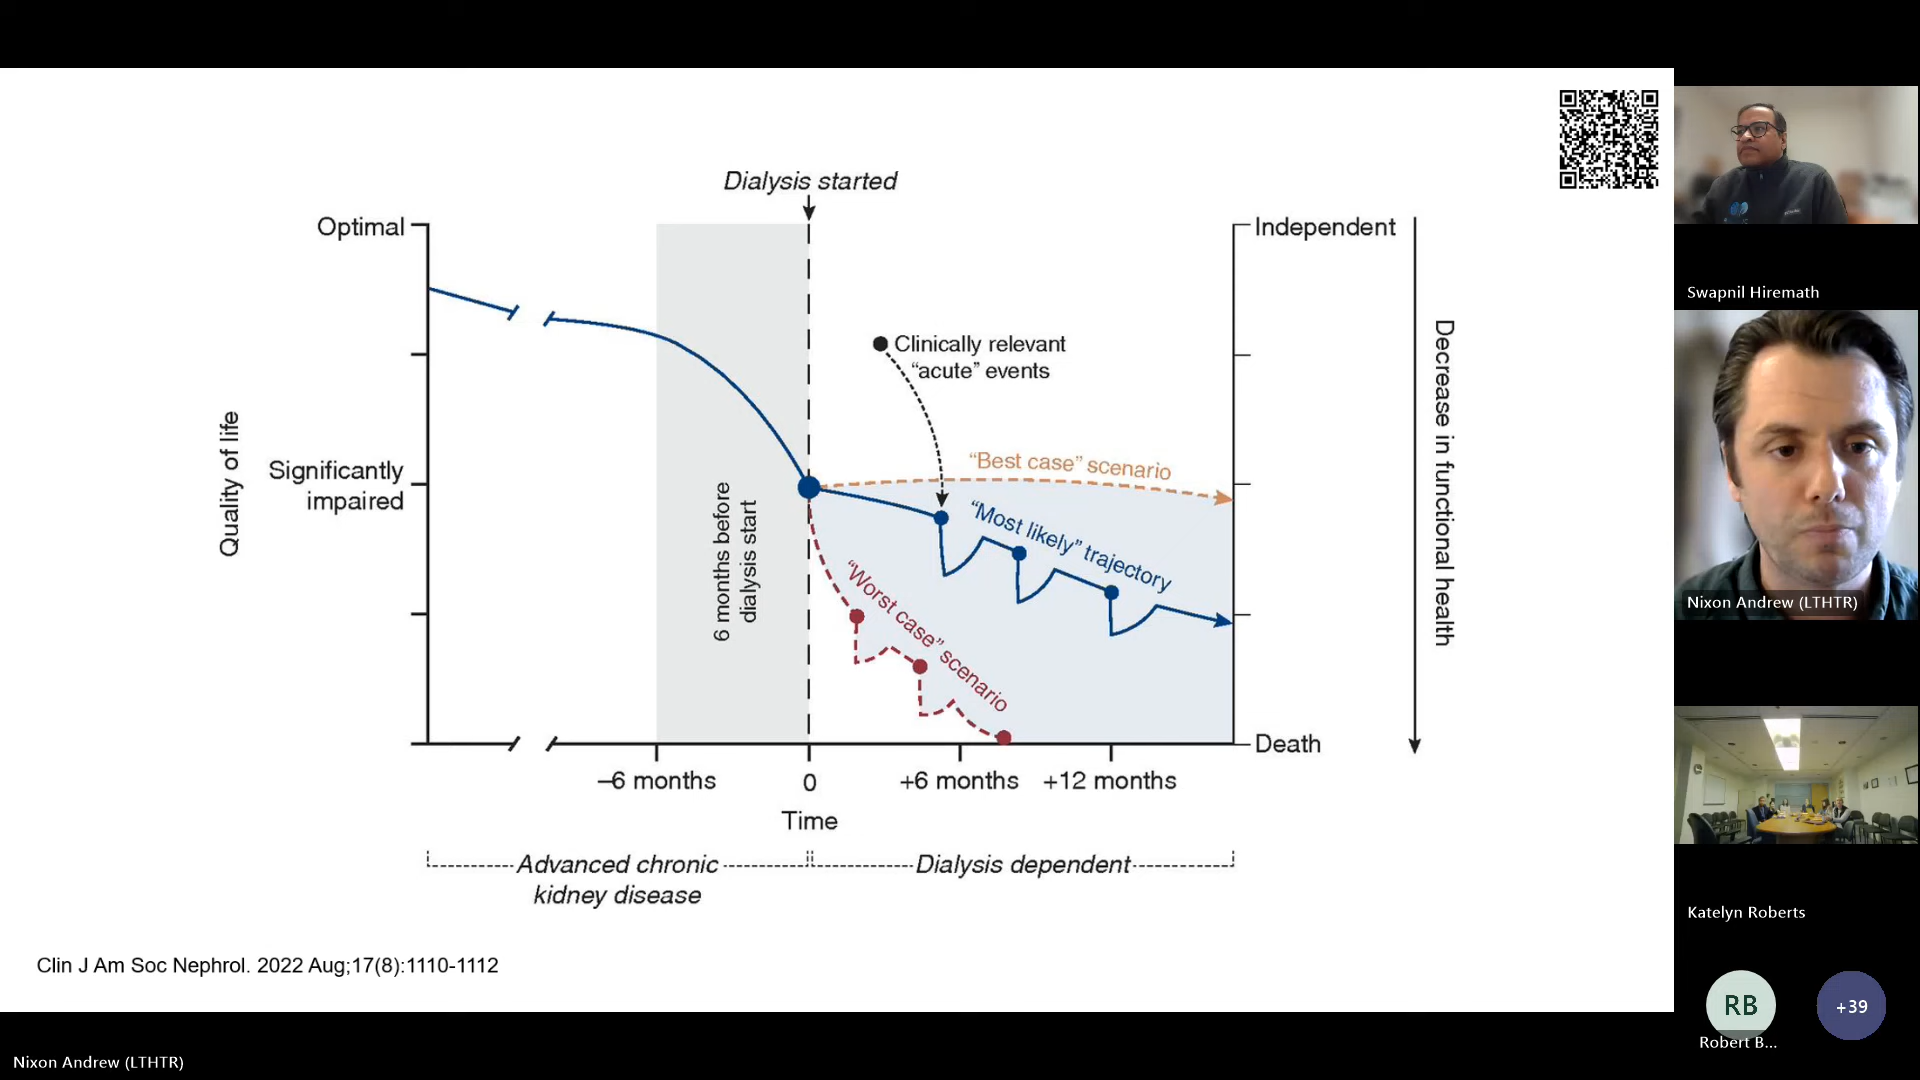 Dialysis started
Optimal
Independent
Clinically relevant
“acute” events
Decrease in functional health
Quality of life
Significantly
impaired
“Best case” scenario
“Most likely” trajectory
6 months before
dialysis start
“Worst case” scenario
Death
–6 months
0
+6 months
+12 months
Time
Advanced chronic
kidney disease
Dialysis dependent
Clin J Am Soc Nephrol. 2022 Aug;17(8):1110-1112
Swapnil Hiremath
Nixon Andrew (LTHTR)
Katelyn Roberts
RB
+39
Robert B...
Nixon Andrew (LTHTR)